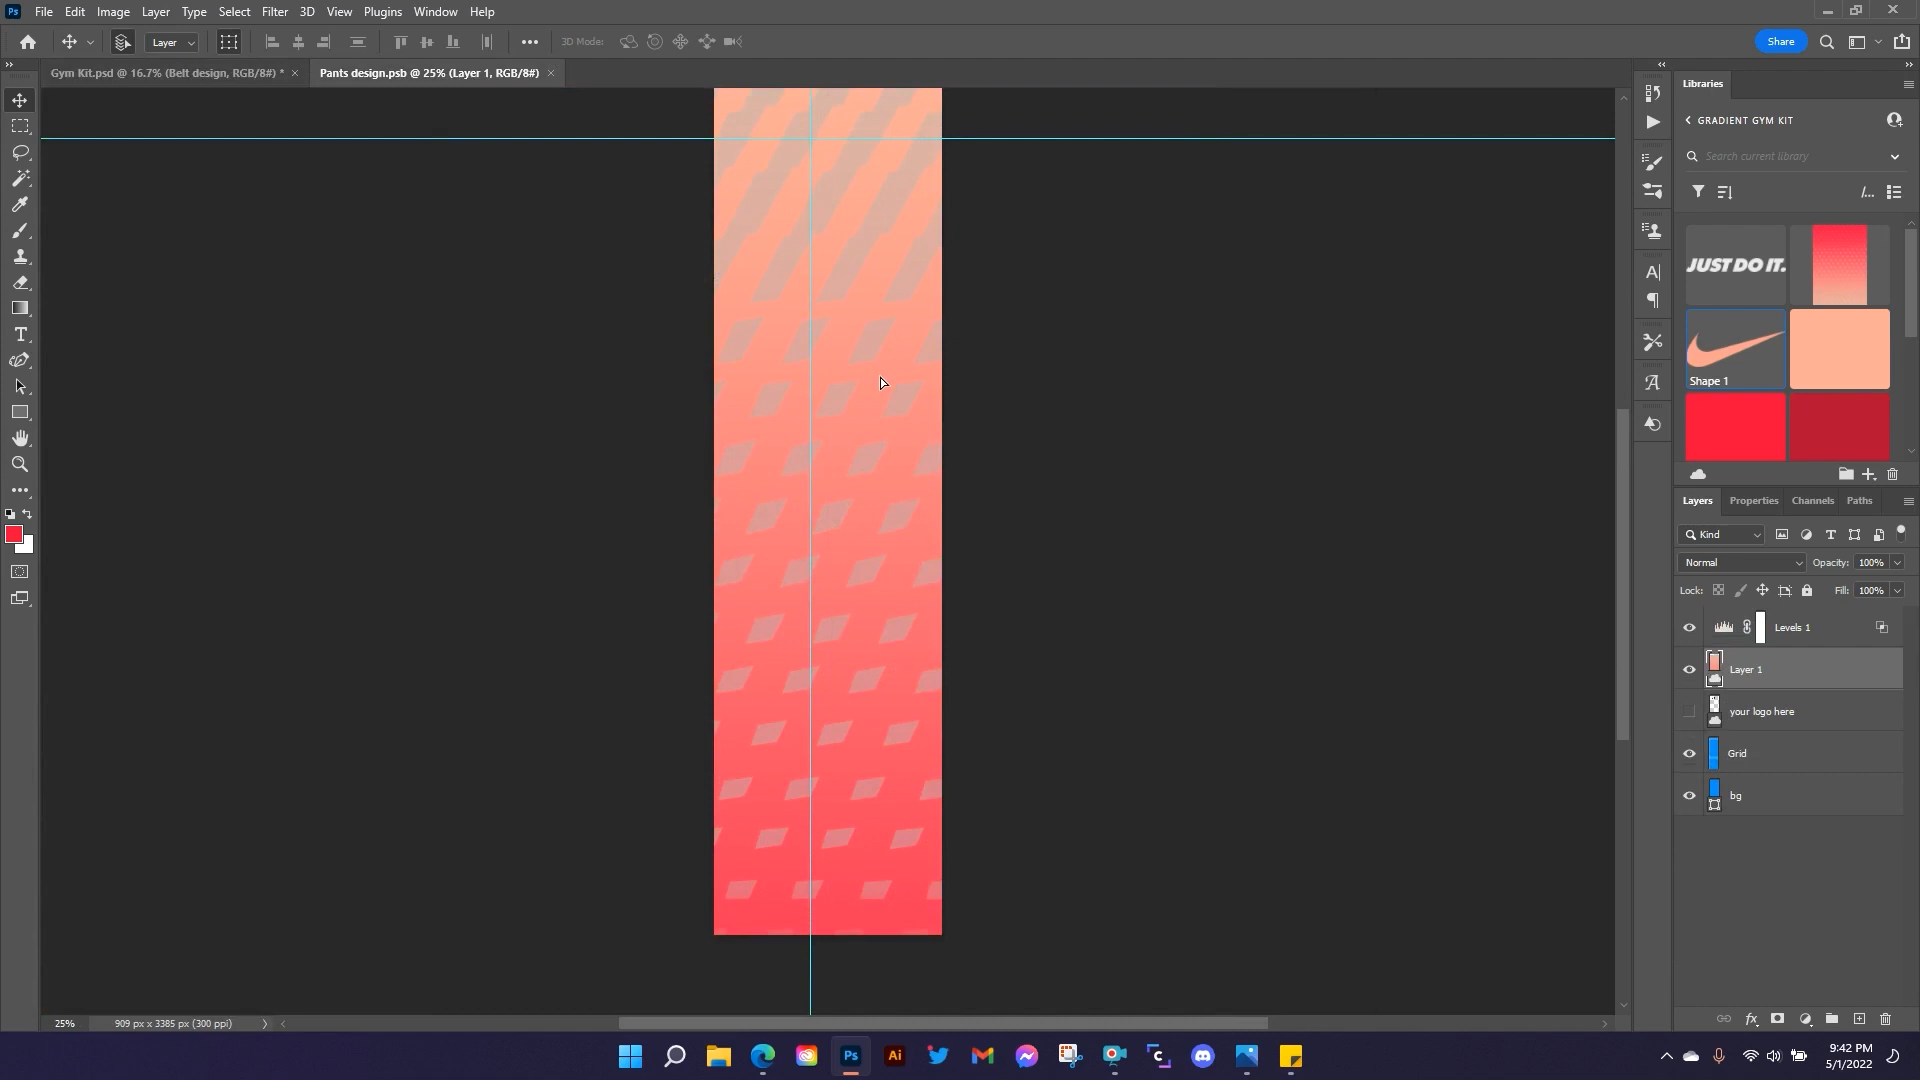 Ps File Edit Image Layer Type Select Filter 3D View Plugins Window Help
Layer 3D Mode: Share
Gym Kit.psd @ 16.7% (Belt design, RGB/8#) * Pants design.psb @ 25% (Layer 1, RGB/8#)
Libraries
GRADIENT GYM KIT
Search current library
JUST DO IT.
Shape 1
Layers Properties Channels Paths
Kind
Normal Opacity: 100%
Lock: Fill: 100%
Levels 1
Layer 1
your logo here
Grid
bg
25% 909 px x 3385 px (300 ppi)
Ps Ai
9:42 PM
5/1/2022